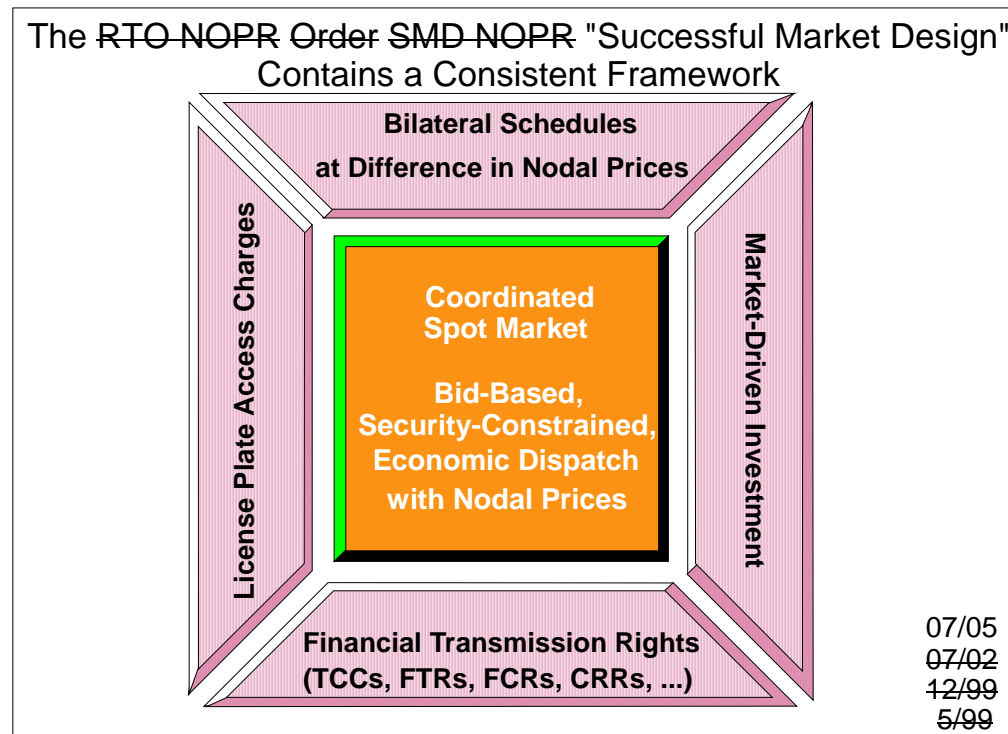 The RTO NOPR Order SMD NOPR "Successful Market Design"
Contains a Consistent Framework
Bilateral Schedules
at Difference in Nodal Prices
License Plate Access Charges
Coordinated
Spot Market
Bid-Based,
Security-Constrained,
Economic Dispatch
with Nodal Prices
Market-Driven Investment
Financial Transmission Rights
(TCCs, FTRs, FCRs, CRRs, ...)
07/05
07/02
12/99
5/99